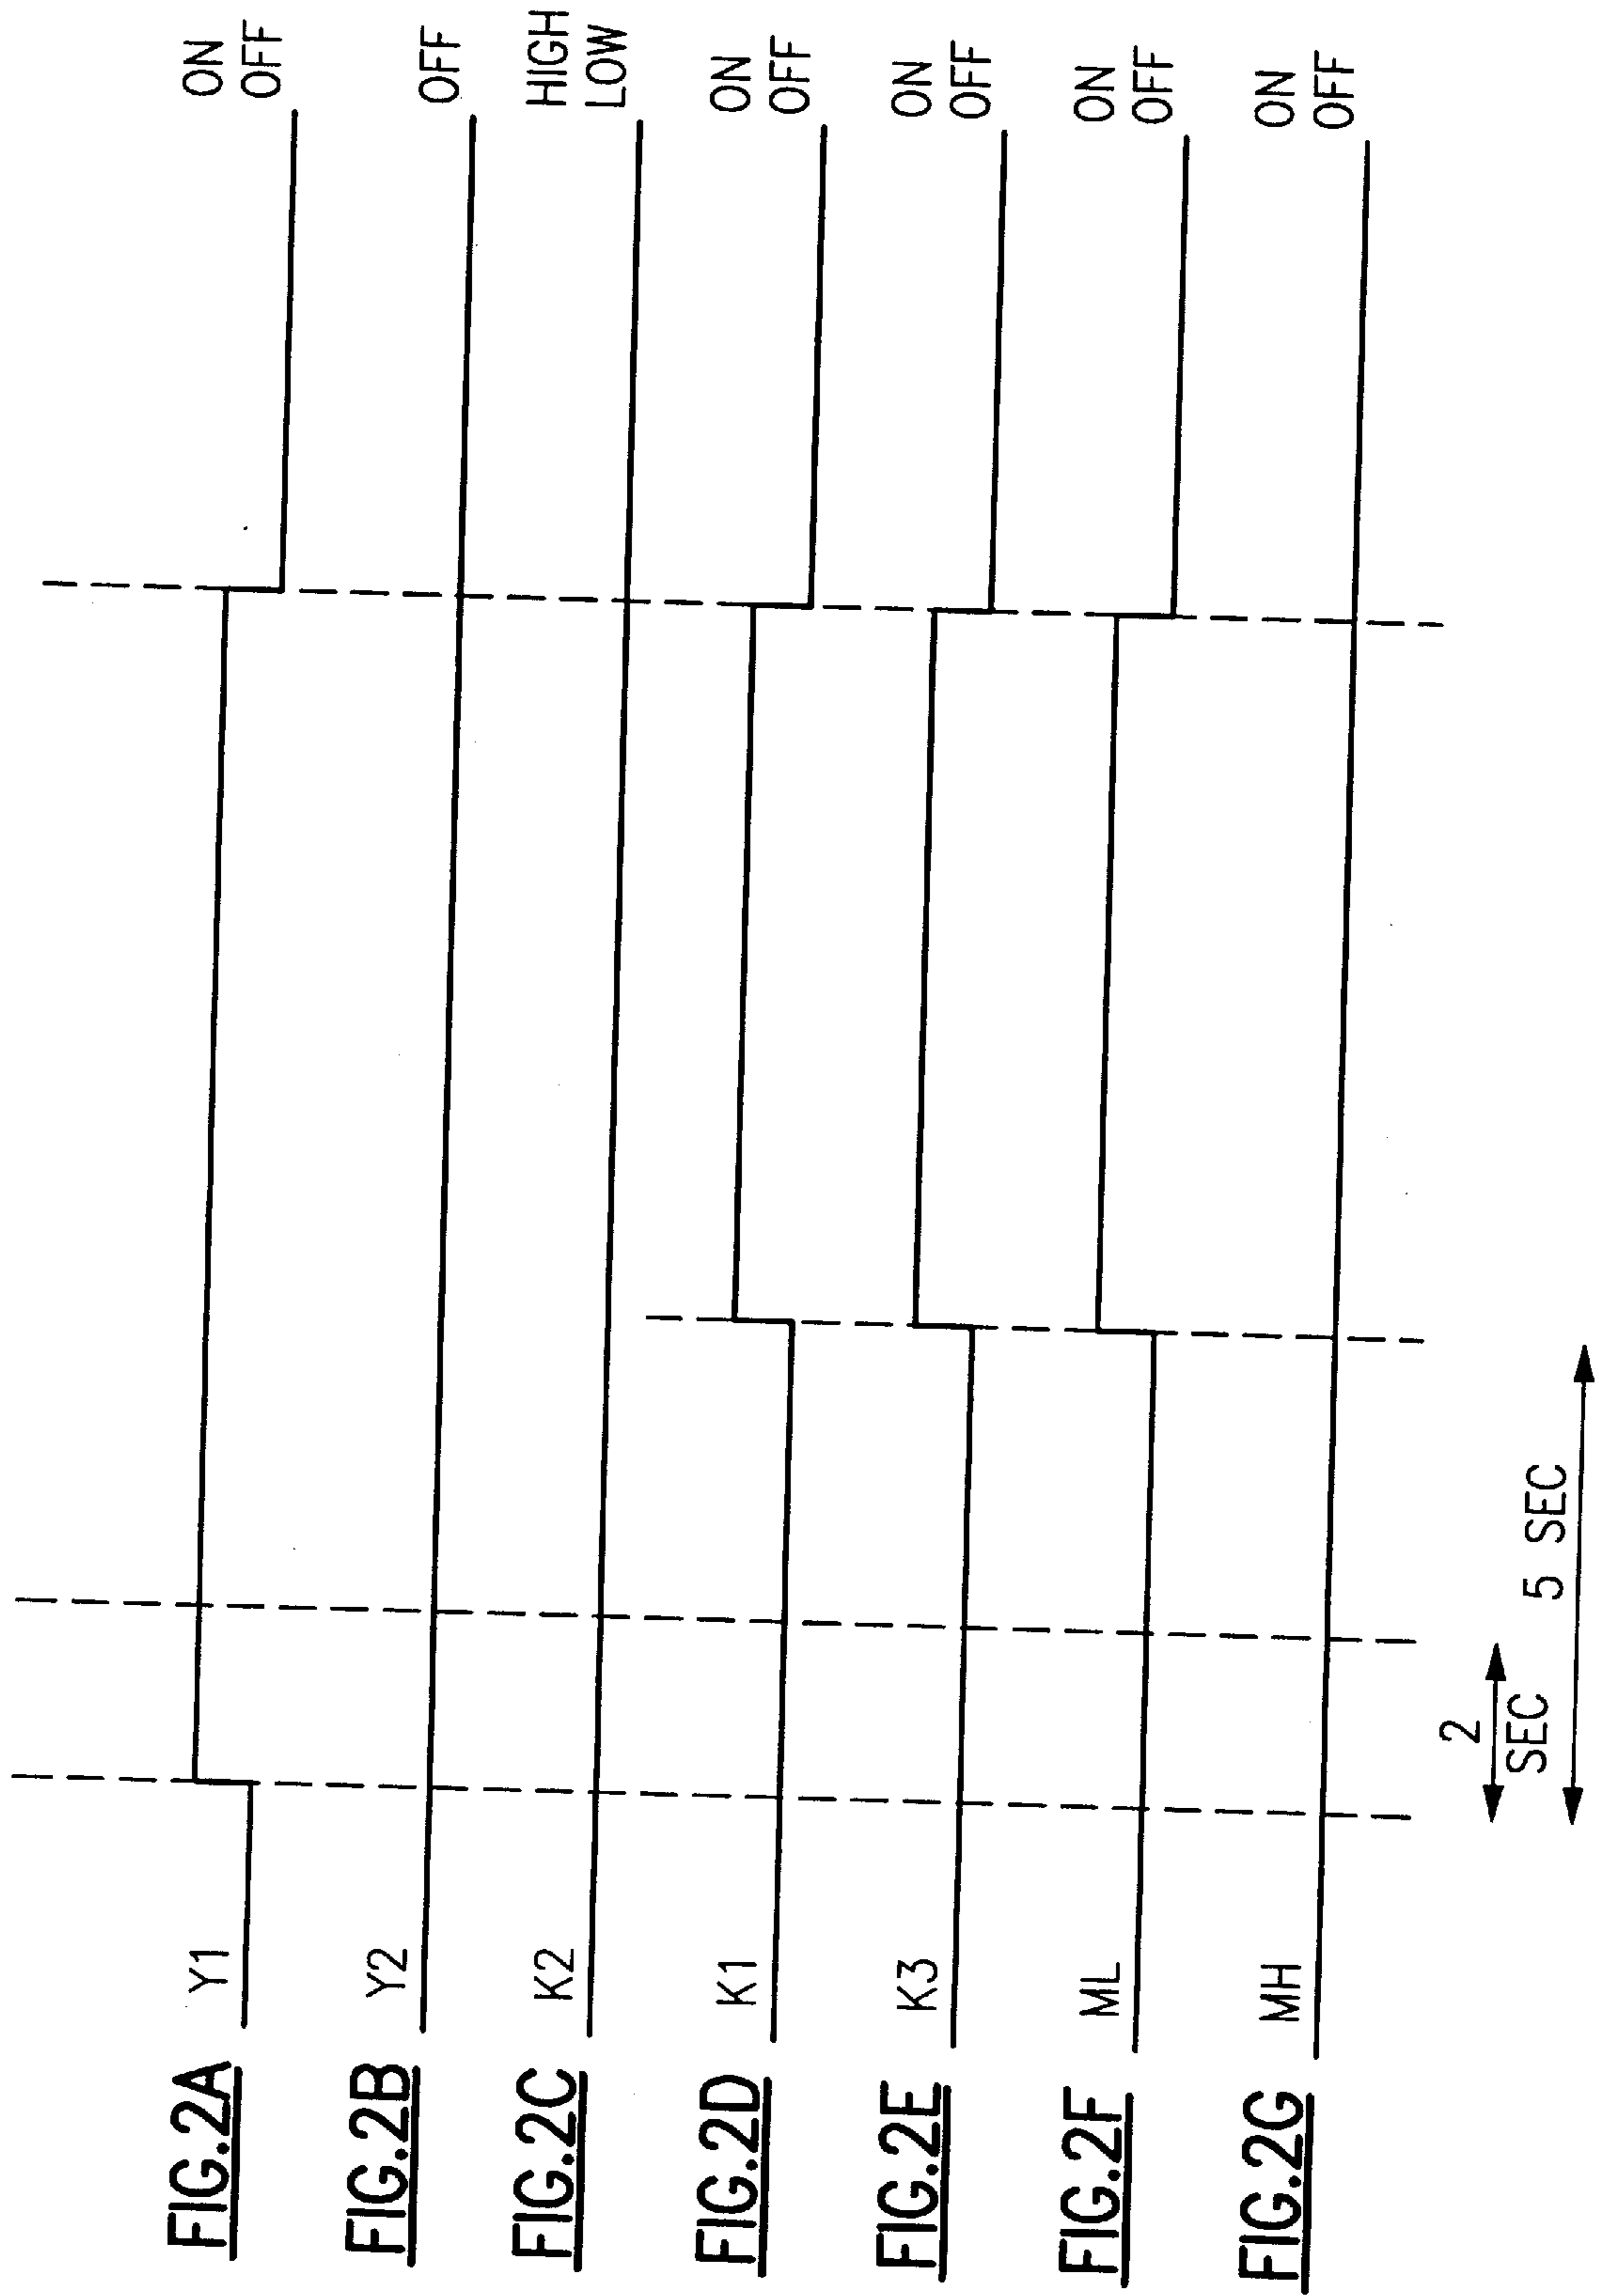 FIG.2A Y1 ON
OFF
FIG.2B Y2 OFF
FIG.2C K2 HIGH
LOW
FIG.2D K1 ON
OFF
FIG.2E K3 ON
OFF
FIG.2F ML ON
OFF
FIG.2G MH ON
OFF
2
SEC
5 SEC